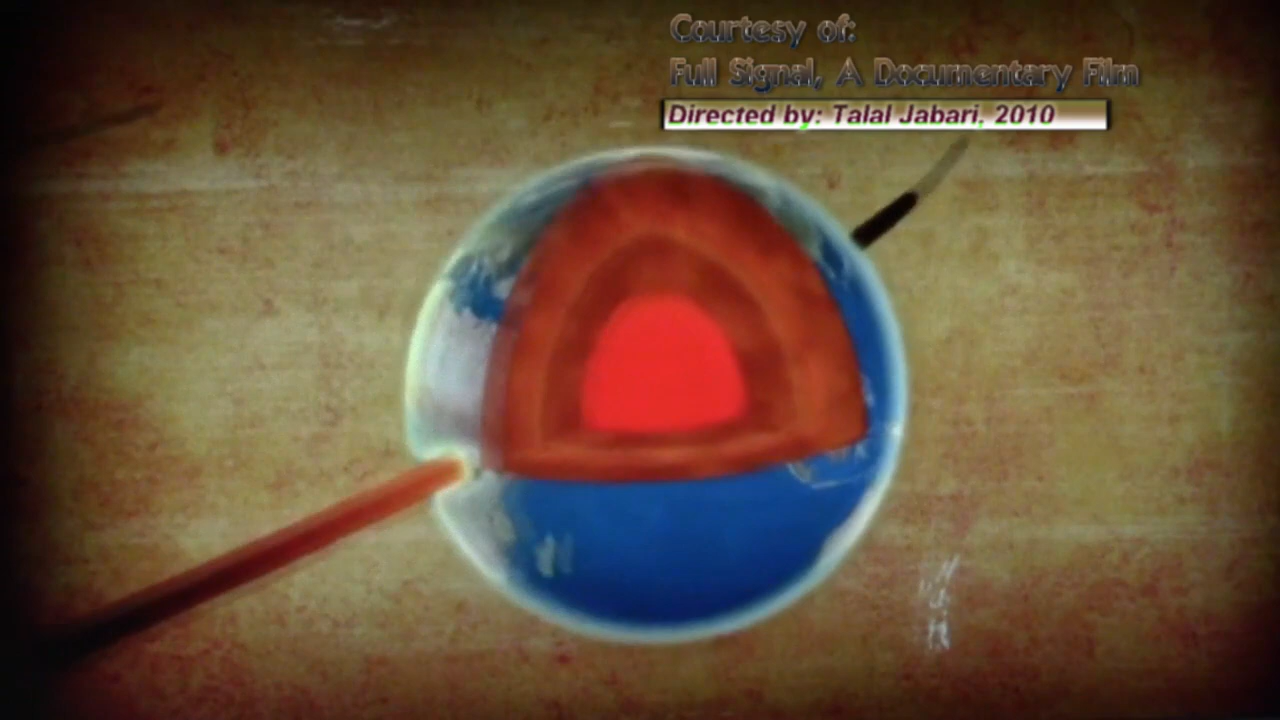 Courtesy of:
Full Signal, A Documentary Film
Directed by: Talal Jabari, 2010